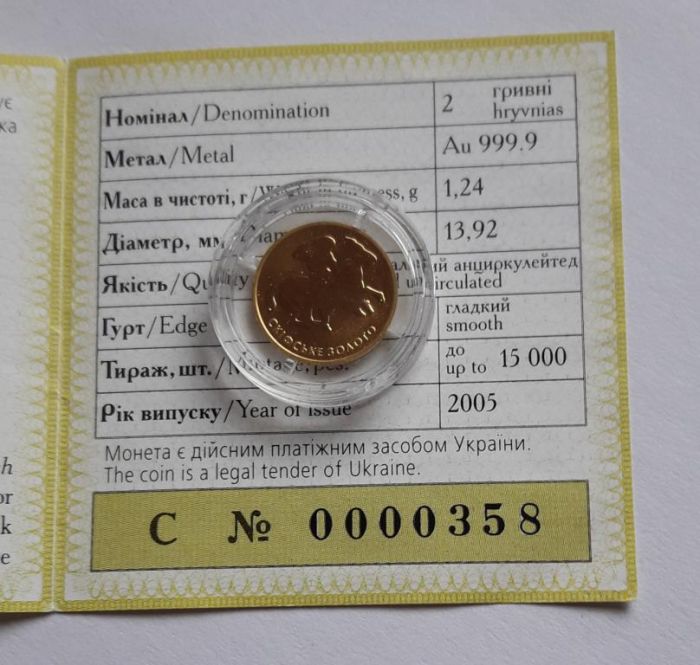 Номінал/Denomination 2 гривні
hryvnias
Метал/Metal Au 999.9
Маса в чистоті, г/ , g 1,24
Діаметр, мм 13,92
Якість/ анциркулейтед
Гурт/Edge гладкий
smooth
Тираж, шт./ до
up to 15 000
Рік випуску/Year of issue 2005
СКІФСЬКЕ ЗОЛОТО
Монета є дійсним платіжним засобом України.
The coin is a legal tender of Ukraine.
С № 0000358